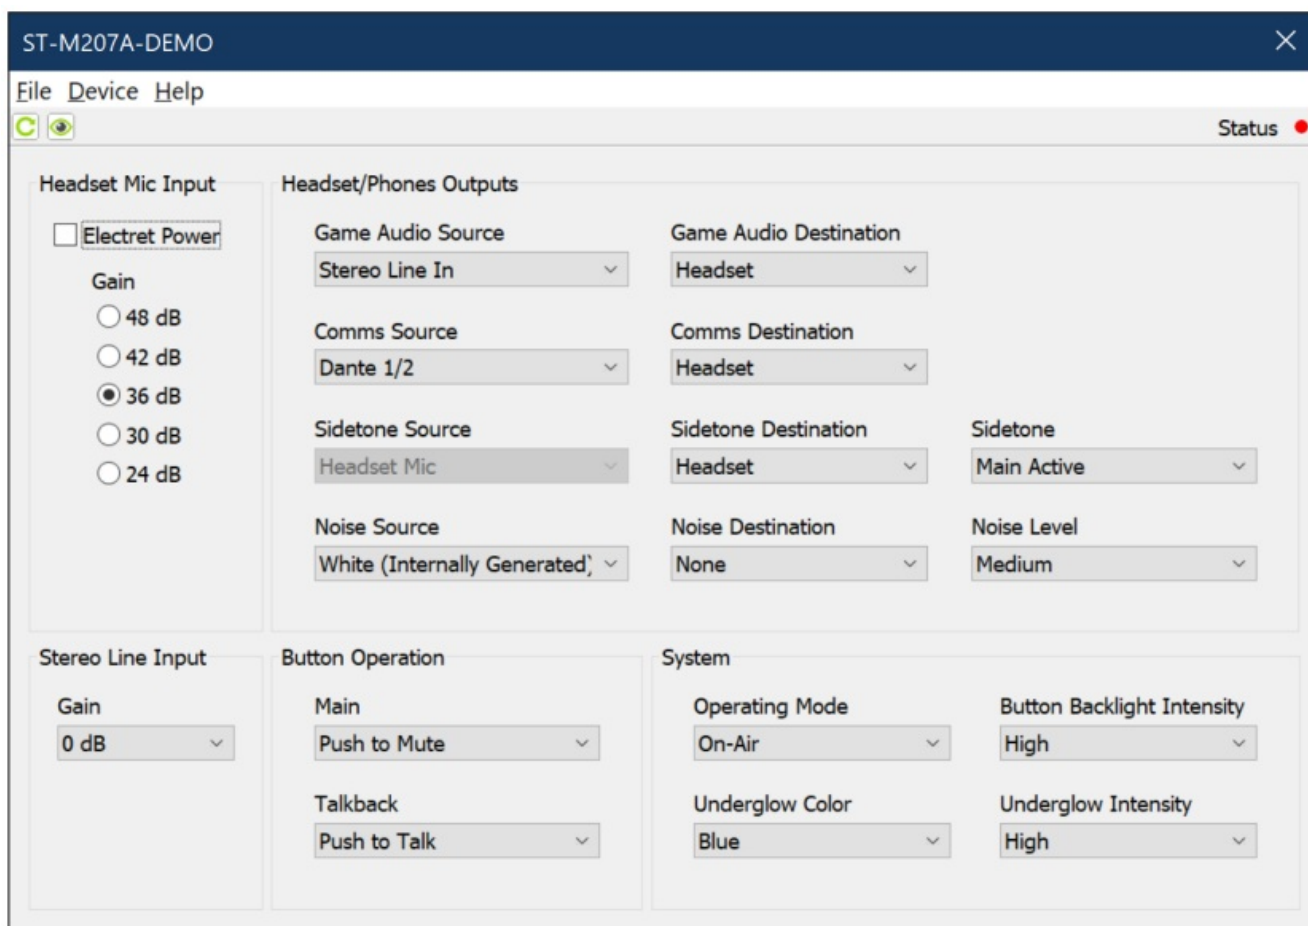 ST-M207A-DEMO
File Device Help
Status
Headset Mic Input
Electret Power
Gain
48 dB
42 dB
36 dB
30 dB
24 dB
Headset/Phones Outputs
Game Audio Source
Stereo Line In
Game Audio Destination
Headset
Comms Source
Dante 1/2
Comms Destination
Headset
Sidetone Source
Headset Mic
Sidetone Destination
Headset
Sidetone
Main Active
Noise Source
White (Internally Generated)
Noise Destination
None
Noise Level
Medium
Stereo Line Input
Gain
0 dB
Button Operation
Main
Push to Mute
Talkback
Push to Talk
System
Operating Mode
On-Air
Button Backlight Intensity
High
Underglow Color
Blue
Underglow Intensity
High